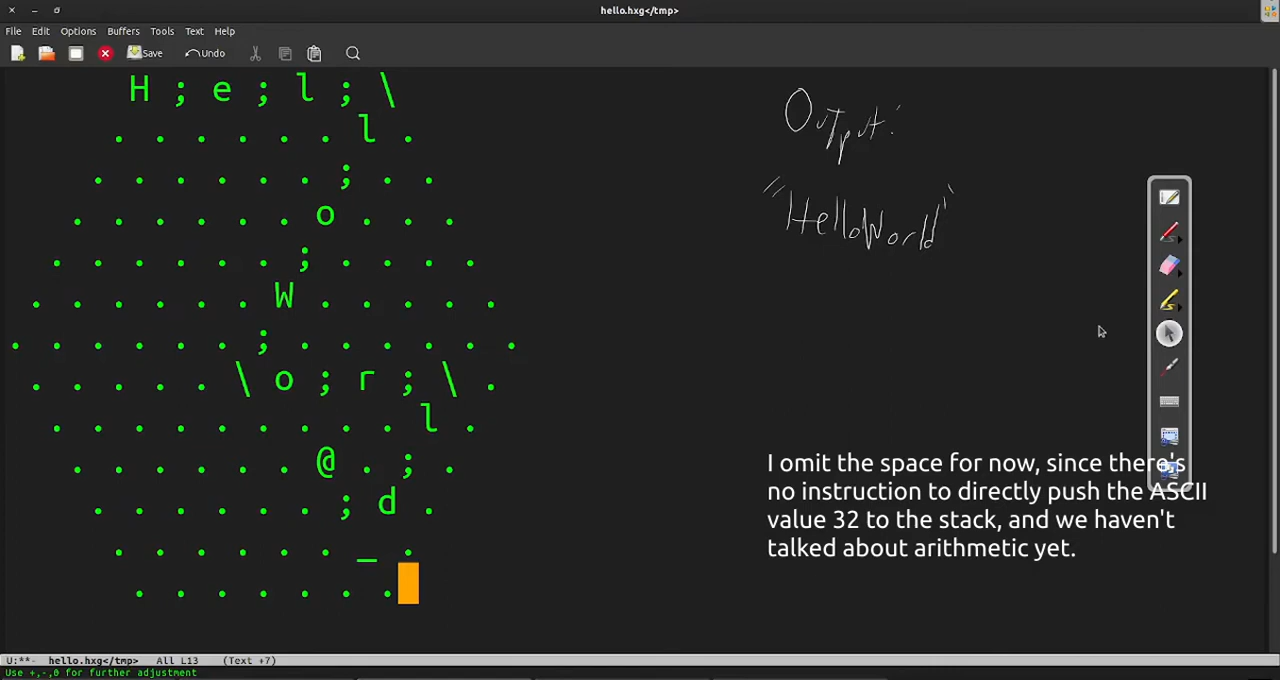 hello.hxg</tmp>
File Edit Options Buffers Tools Text Help
Save Undo
H ; e ; l ; \
. . . . . . l .
. . . . . . ; . .
. . . . . . o . . .
. . . . . . ; . . . .
. . . . . . W . . . . .
. . . . . . ; . . . . . .
. . . . . \ o ; r ; \ .
. . . . . . . . . l .
. . . . . . @ . ; .
. . . . . . ; d .
. . . . . . _ .
. . . . . . .
Output:
"HelloWorld"
I omit the space for now, since there's
no instruction to directly push the ASCII
value 32 to the stack, and we haven't
talked about arithmetic yet.
U:**- hello.hxg</tmp> All L13 (Text +7)
Use +,-,0 for further adjustment